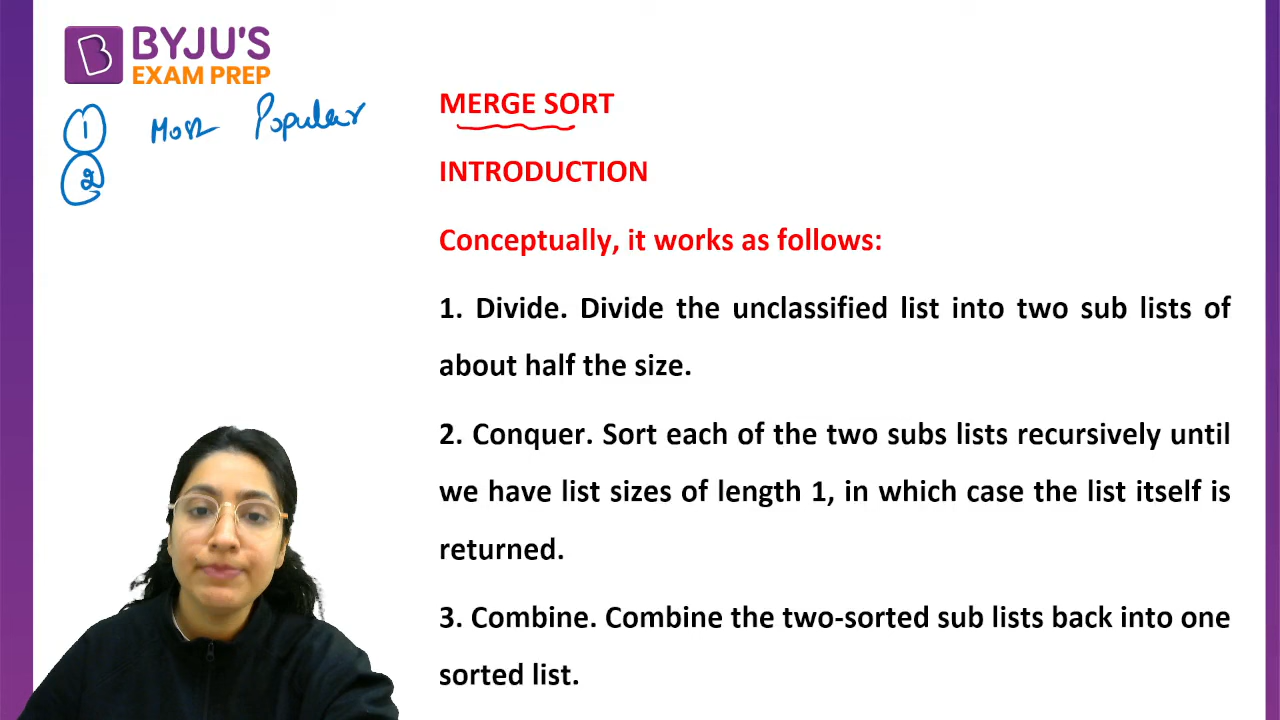 BYJU'S
EXAM PREP
① Most Popular
②
MERGE SORT
INTRODUCTION
Conceptually, it works as follows:
1. Divide. Divide the unclassified list into two sub lists of
about half the size.
2. Conquer. Sort each of the two subs lists recursively until
we have list sizes of length 1, in which case the list itself is
returned.
3. Combine. Combine the two-sorted sub lists back into one
sorted list.